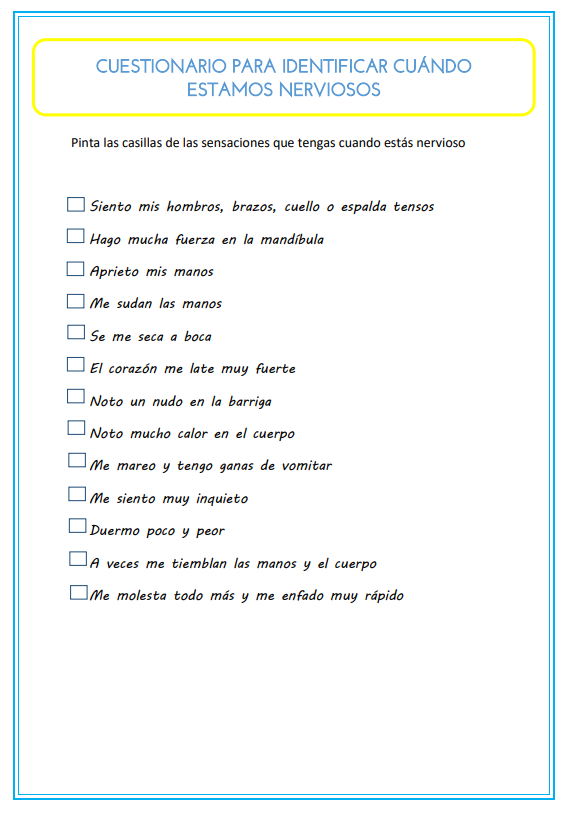 CUESTIONARIO PARA IDENTIFICAR CUÁNDO
ESTAMOS NERVIOSOS
Pinta las casillas de las sensaciones que tengas cuando estás nervioso
Siento mis hombros, brazos, cuello o espalda tensos
Hago mucha fuerza en la mandíbula
Aprieto mis manos
Me sudan las manos
Se me seca a boca
El corazón me late muy fuerte
Noto un nudo en la barriga
Noto mucho calor en el cuerpo
Me mareo y tengo ganas de vomitar
Me siento muy inquieto
Duermo poco y peor
A veces me tiemblan las manos y el cuerpo
Me molesta todo más y me enfado muy rápido